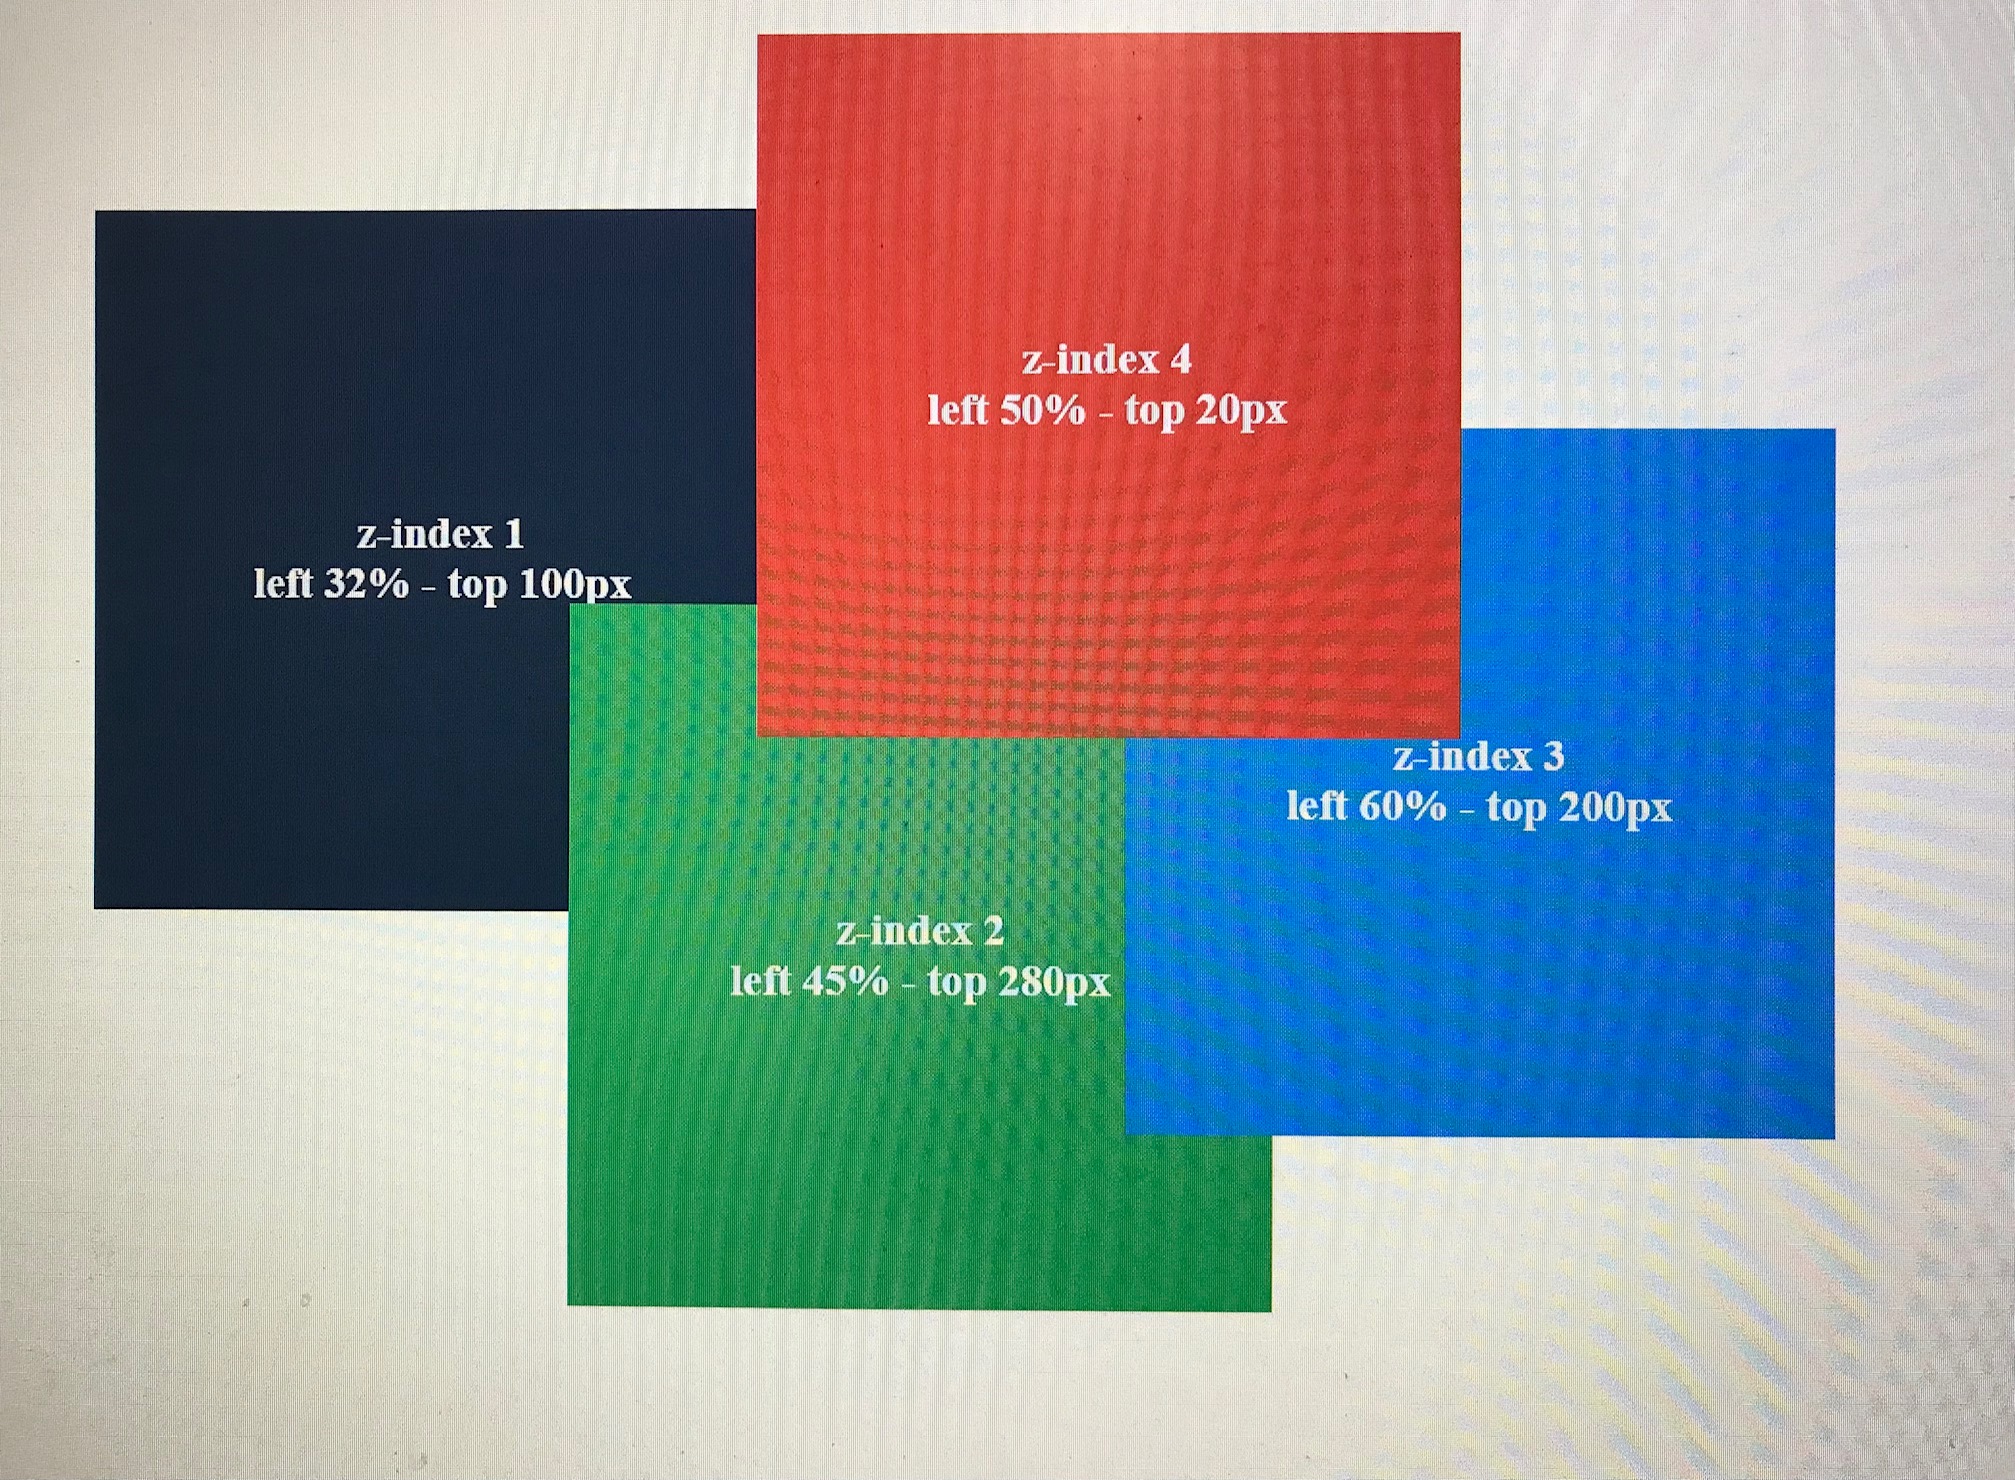 z-index 4
left 50% - top 20px
z-index 1
left 32% - top 100px
z-index 3
left 60% - top 200px
z-index 2
left 45% - top 280px